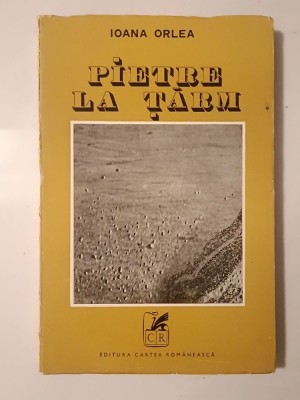 IOANA ORLEA
PIETRE
LA ȚĂRM
CR
EDITURA CARTEA ROMÂNEASCĂ